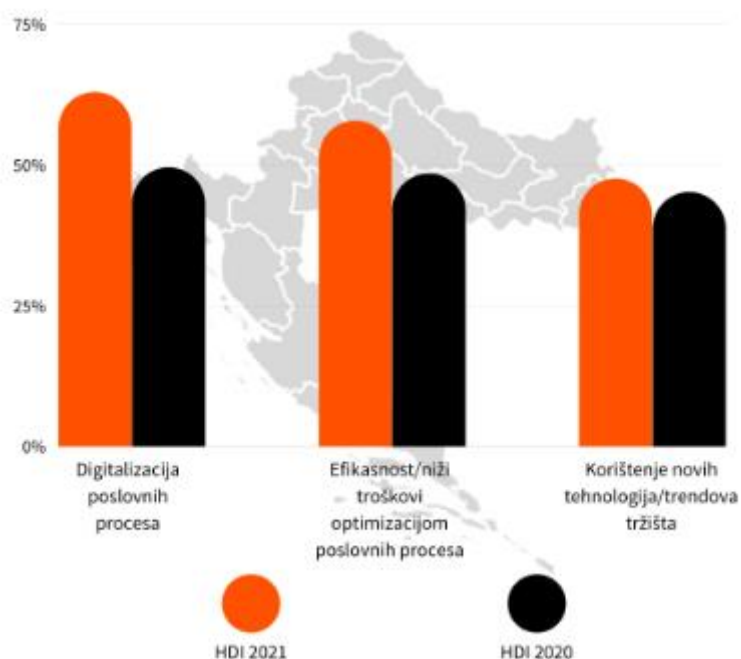 75%
50%
25%
0%
Digitalizacija
poslovnih
procesa
Efikasnost/niži
troškovi
optimizacijom
poslovnih procesa
Korištenje novih
tehnologija/trendova
tržišta
HDI 2021
HDI 2020